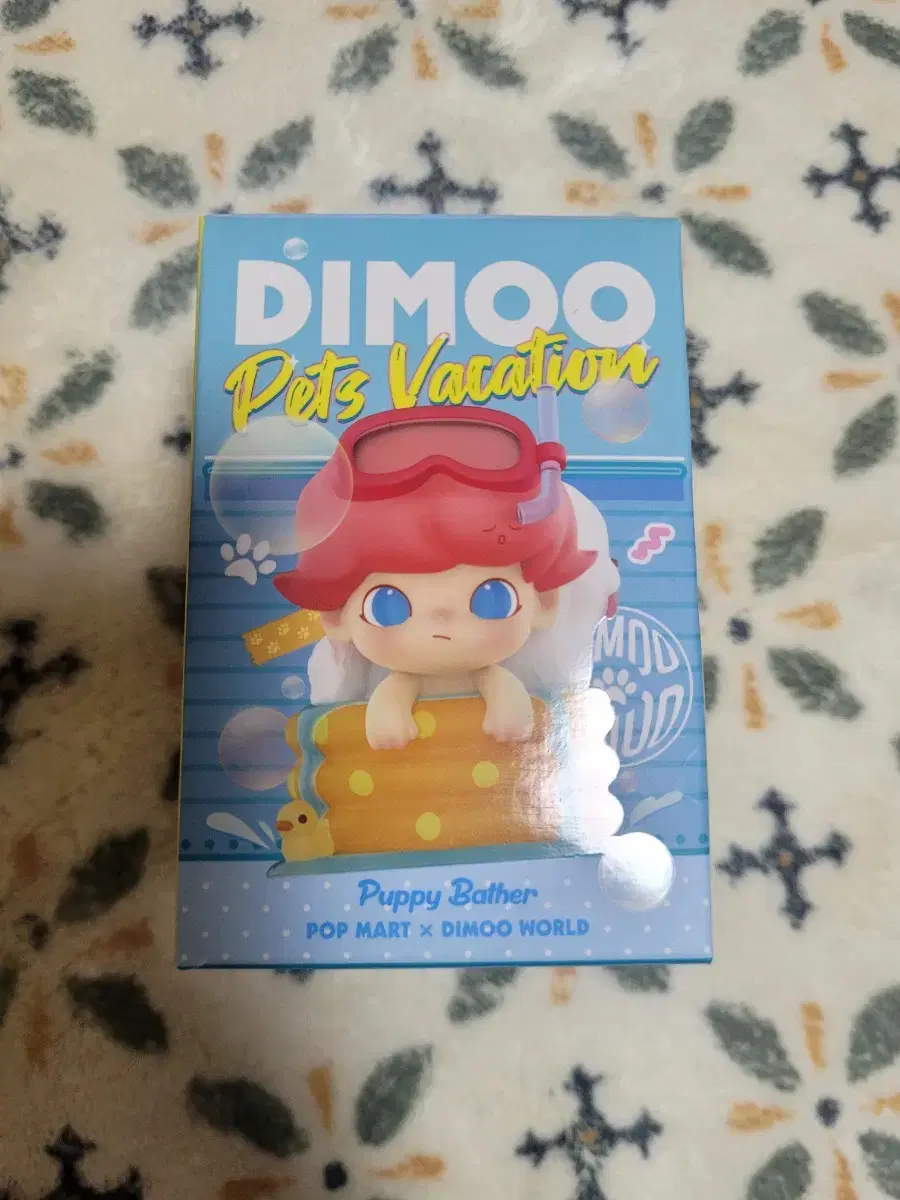 DIMOO
Pets Vacation
Puppy Bather
POP MART × DIMOO WORLD